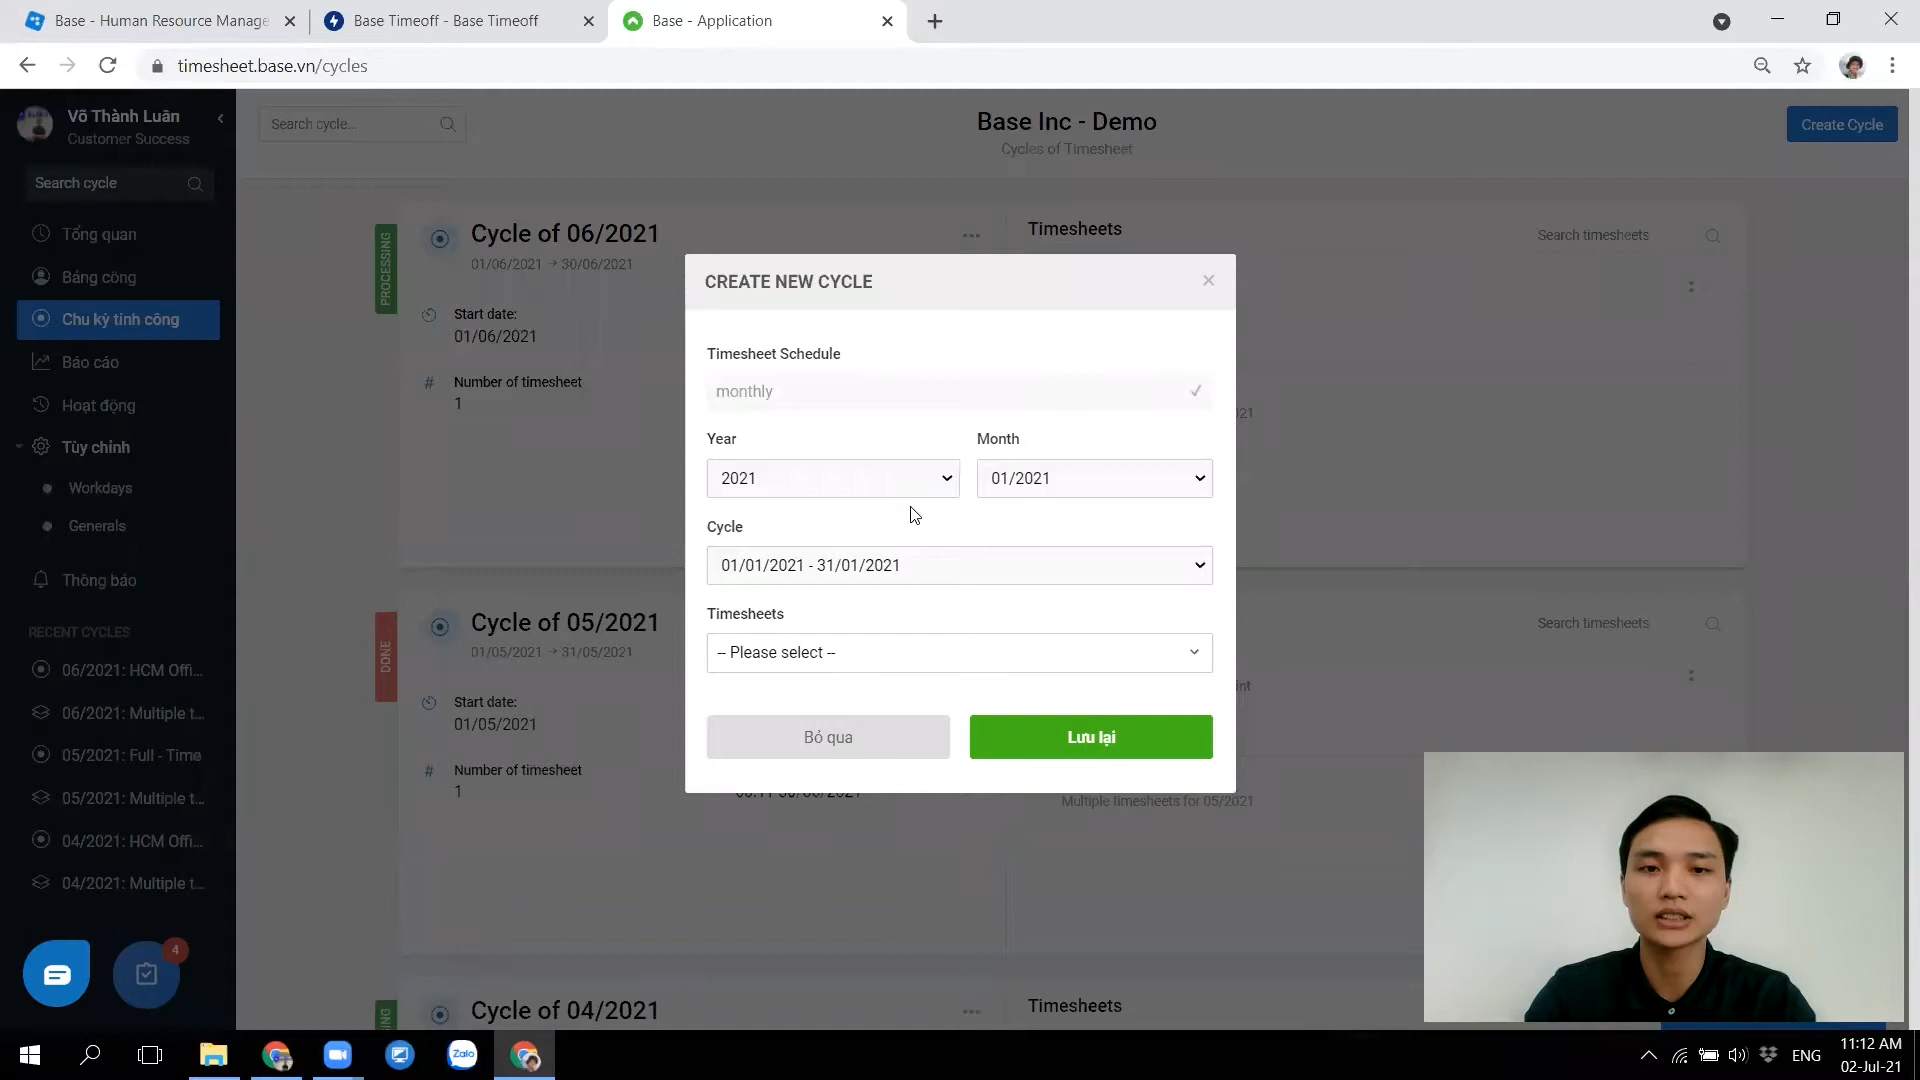 Base - Human Resource Manage
Base Timeoff - Base Timeoff
Base - Application
timesheet.base.vn/cycles
Võ Thành Luân
Customer Success
Search cycle
Tổng quan
Bảng công
Chu kỳ tính công
Báo cáo
Hoạt động
Tùy chỉnh
Workdays
Generals
Thông báo
RECENT CYCLES
06/2021: HCM Offi...
06/2021: Multiple t...
05/2021: Full - Time
05/2021: Multiple t...
04/2021: HCM Offi...
04/2021: Multiple t...
4
Search cycle...
Base Inc - Demo
Cycles of Timesheet
Create Cycle
PROCESSING
Cycle of 06/2021
01/06/2021 → 30/06/2021
Start date:
01/06/2021
# Number of timesheet
1
Timesheets
Search timesheets
CREATE NEW CYCLE
Timesheet Schedule
monthly
Year
Month
2021
01/2021
Cycle
01/01/2021 - 31/01/2021
Timesheets
-- Please select --
Bỏ qua
Lưu lại
DONE
Cycle of 05/2021
01/05/2021 → 31/05/2021
Start date:
01/05/2021
# Number of timesheet
1
Search timesheets
Multiple timesheets for 05/2021
Cycle of 04/2021
Timesheets
Zalo
ENG
11:12 AM
02-Jul-21